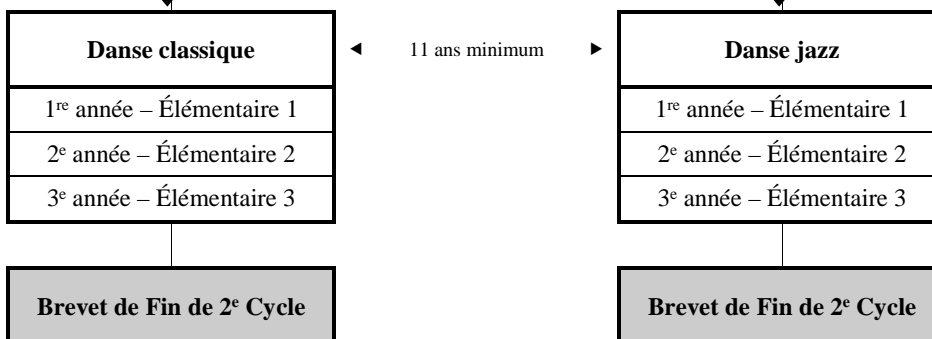 Danse classique
11 ans minimum
Danse jazz
1re année – Élémentaire 1
1re année – Élémentaire 1
2e année – Élémentaire 2
2e année – Élémentaire 2
3e année – Élémentaire 3
3e année – Élémentaire 3
Brevet de Fin de 2e Cycle
Brevet de Fin de 2e Cycle